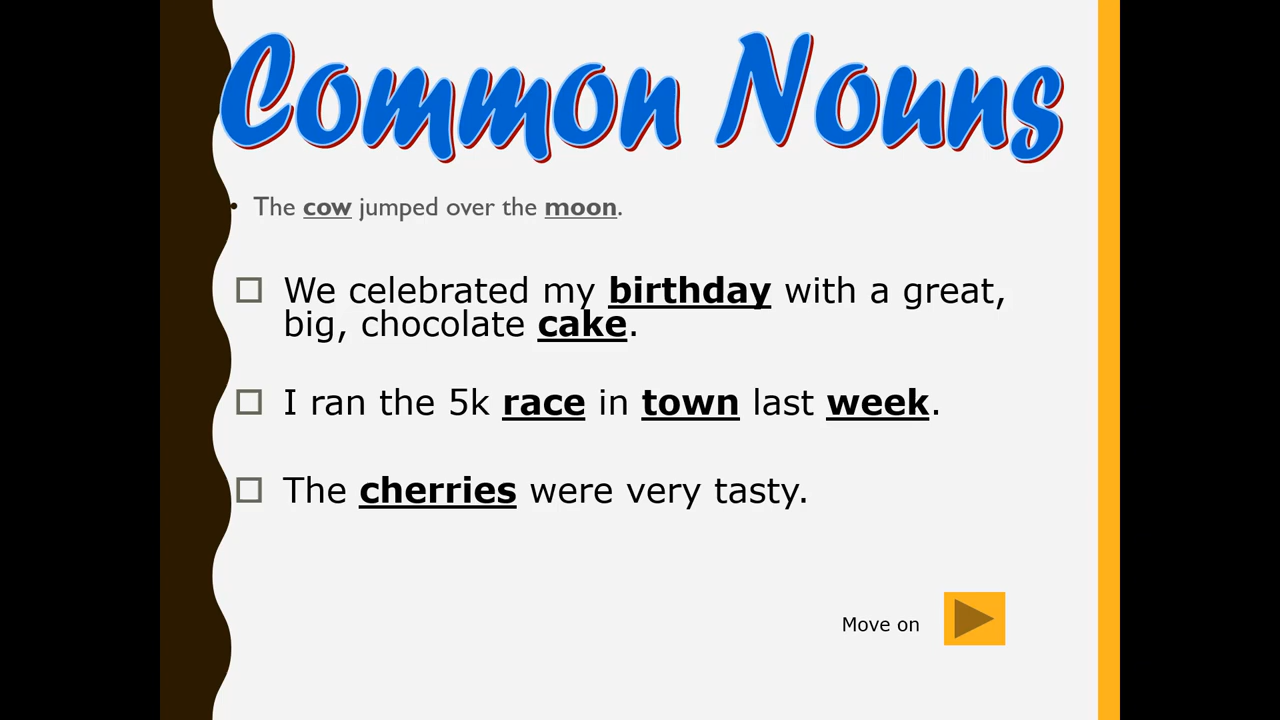 Common Nouns
• The cow jumped over the moon.
We celebrated my birthday with a great,
big, chocolate cake.
I ran the 5k race in town last week.
The cherries were very tasty.
Move on